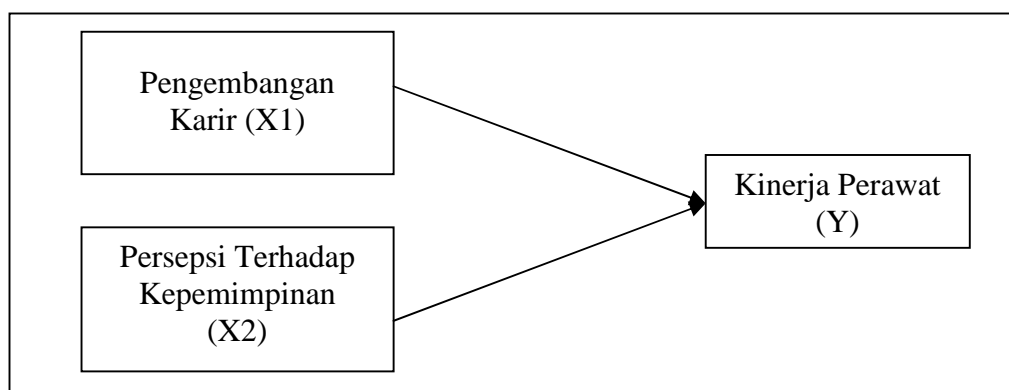 Pengembangan
Karir (X1)
Kinerja Perawat
(Y)
Persepsi Terhadap
Kepemimpinan
(X2)